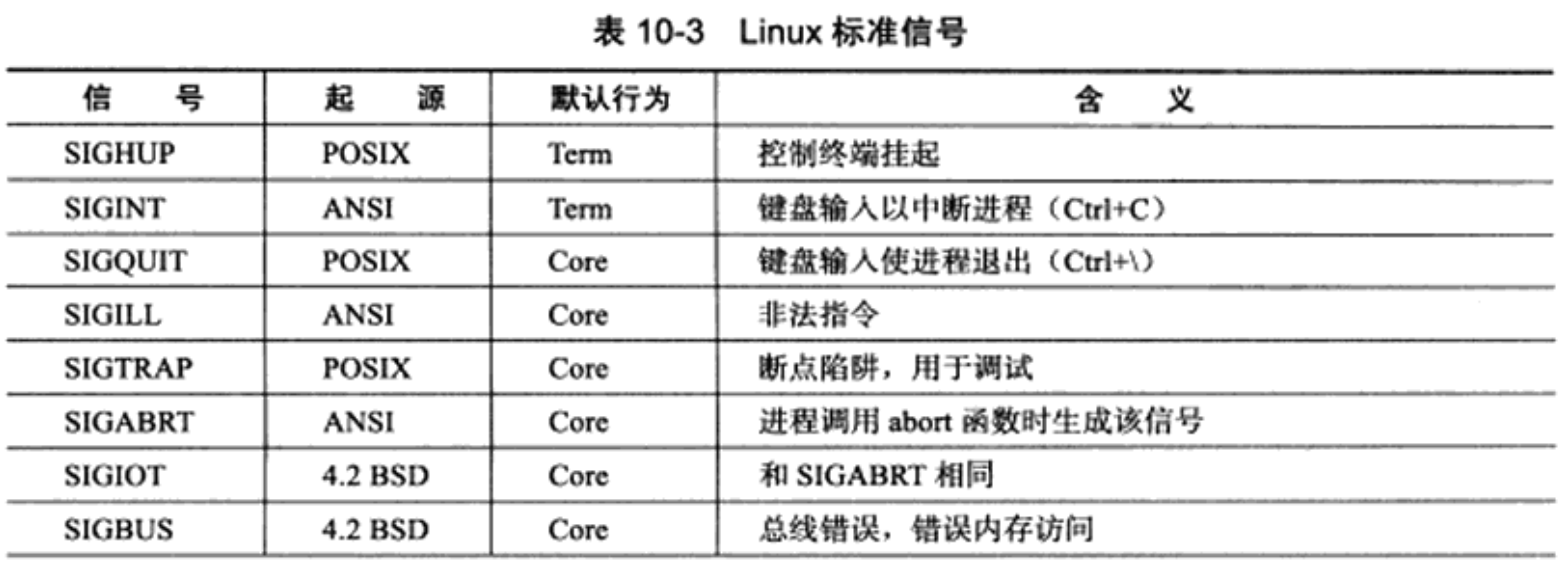 表 10-3 Linux 标准信号
信 号 起 源 默认行为 含 义
SIGHUP POSIX Term 控制终端挂起
SIGINT ANSI Term 键盘输入以中断进程（Ctrl+C）
SIGQUIT POSIX Core 键盘输入使进程退出（Ctrl+\）
SIGILL ANSI Core 非法指令
SIGTRAP POSIX Core 断点陷阱，用于调试
SIGABRT ANSI Core 进程调用 abort 函数时生成该信号
SIGIOT 4.2 BSD Core 和 SIGABRT 相同
SIGBUS 4.2 BSD Core 总线错误，错误内存访问